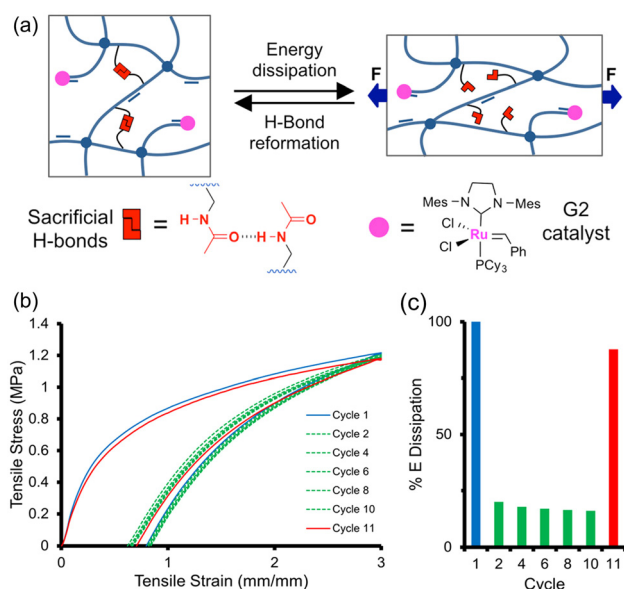 (a)
Energy
dissipation
H-Bond
reformation
F
F
Sacrificial
H-bonds
=
H
N
O
O
H
N
=
Mes
N
N
Mes
Cl
Cl
Ru
Ph
PCy3
G2
catalyst
(b)
Tensile Stress (MPa)
1.4
1.2
1
0.8
0.6
0.4
0.2
0
0
1
2
3
Tensile Strain (mm/mm)
Cycle 1
Cycle 2
Cycle 4
Cycle 6
Cycle 8
Cycle 10
Cycle 11
(c)
% E Dissipation
100
50
0
1 2 4 6 8 10 11
Cycle